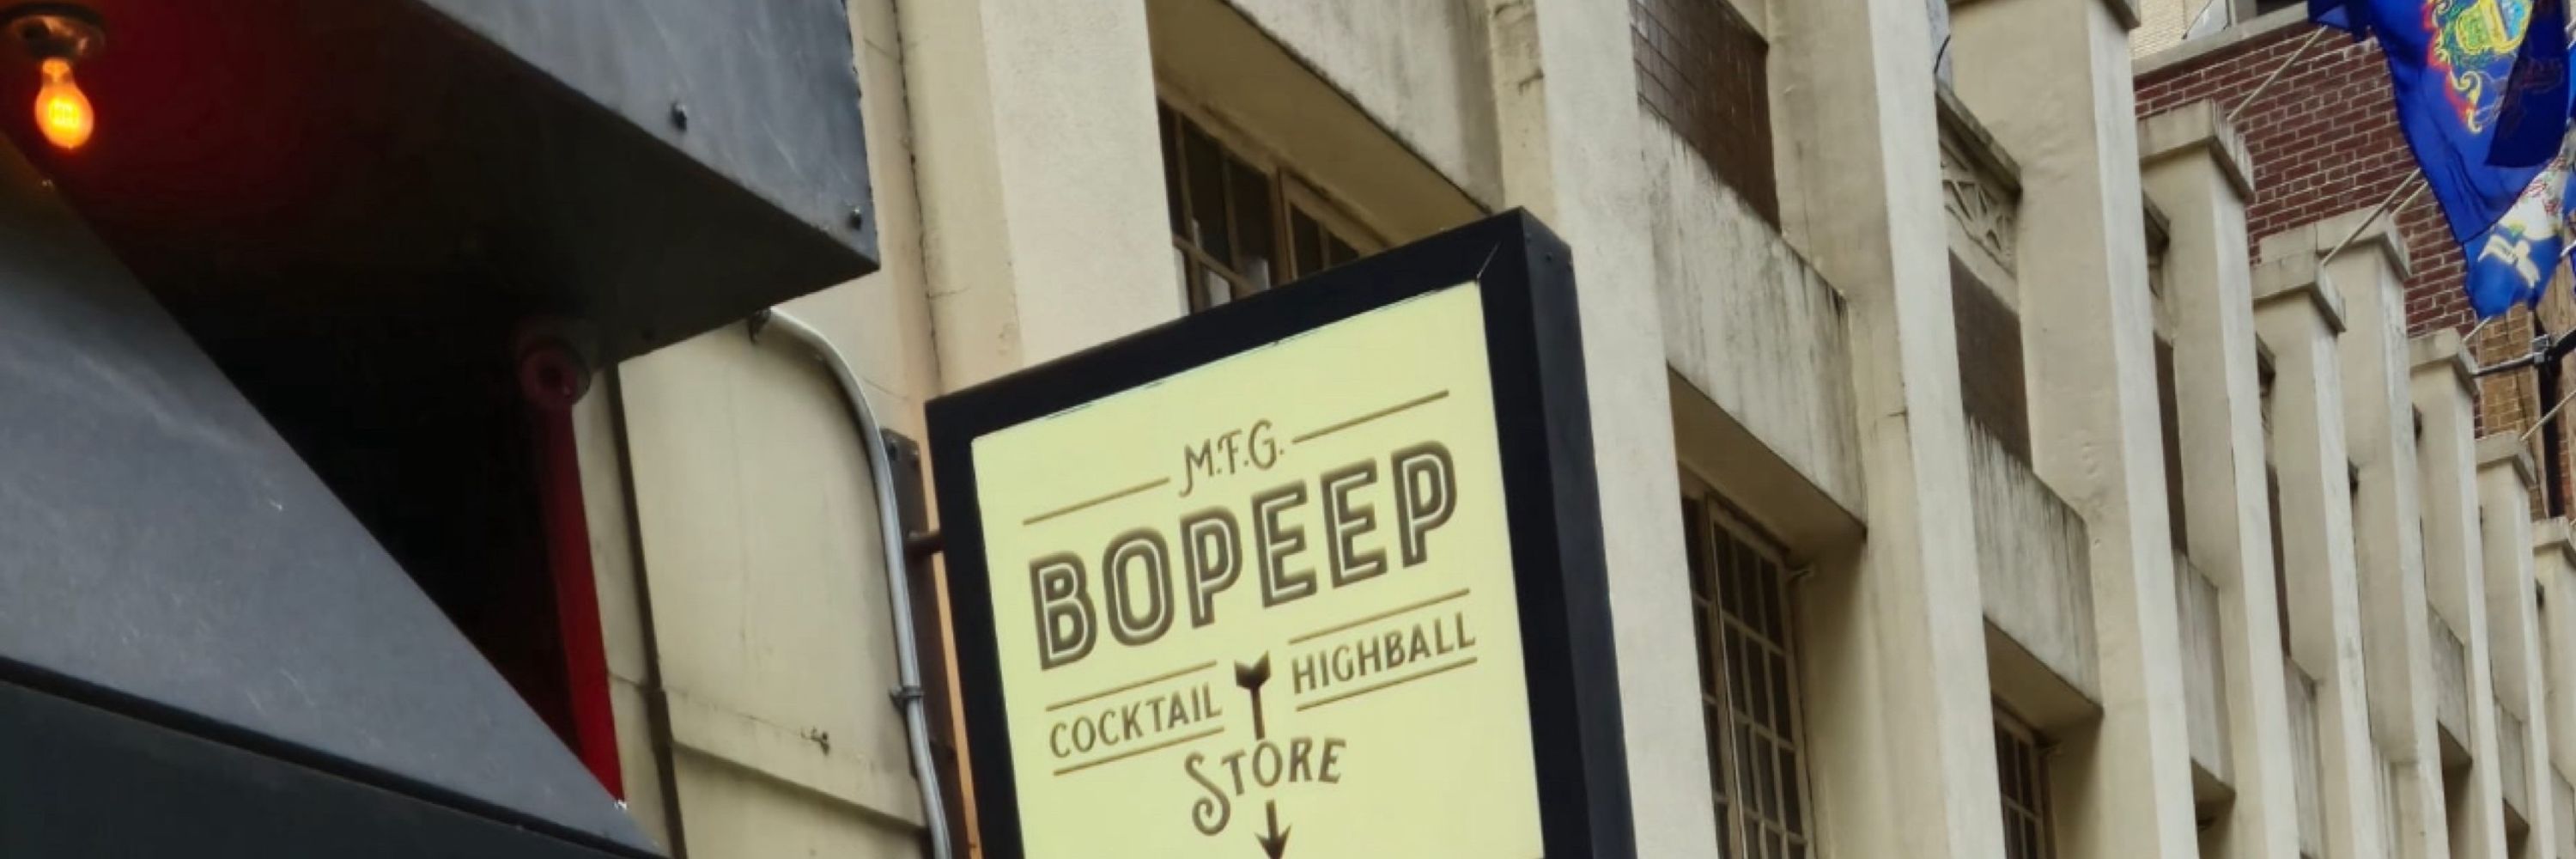 M.F.G.
BOPEEP
COCKTAIL HIGHBALL
STORE